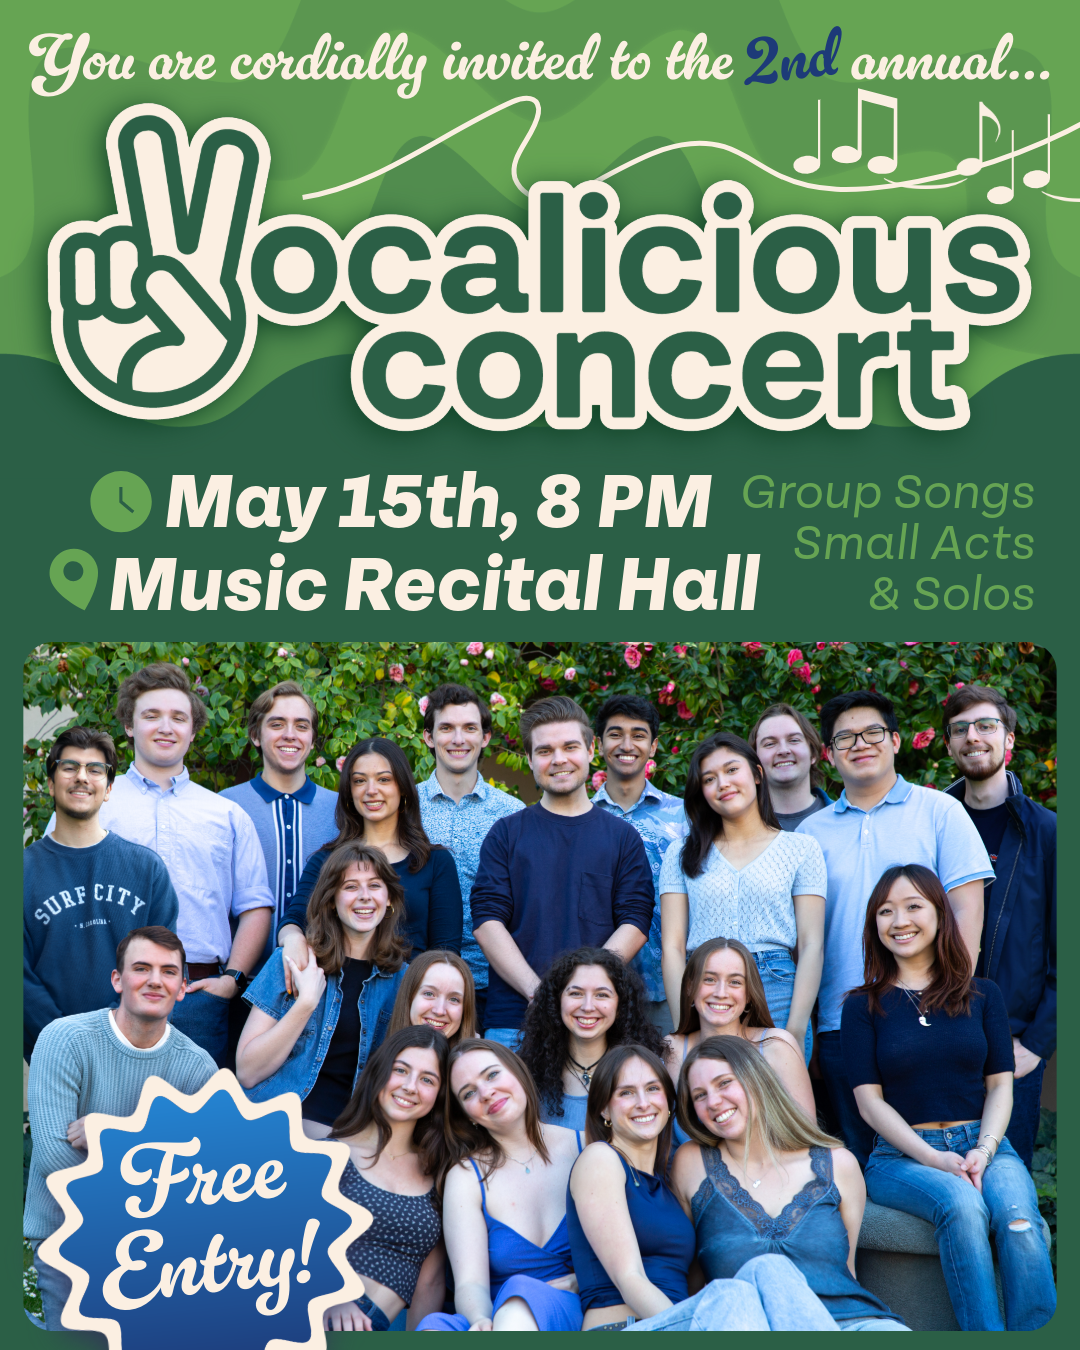 You are cordially invited to the 2nd annual...
Vocalicious
concert
May 15th, 8 PM
Music Recital Hall
Group Songs
Small Acts
& Solos
SURF CITY
Free
Entry!